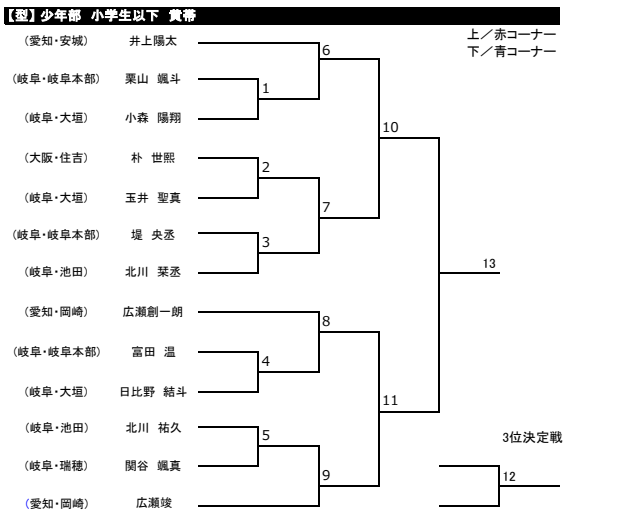 【型】 少年部 小学生以下 黄帯
上／赤コーナー
下／青コーナー
(愛知・安城) 井上陽太
6
(岐阜・岐阜本部) 栗山 颯斗
1
(岐阜・大垣) 小森 陽翔
10
(大阪・住吉) 朴 世熙
2
(岐阜・大垣) 玉井 聖真
7
(岐阜・岐阜本部) 堤 央丞
3
(岐阜・池田) 北川 栞丞
13
(愛知・岡崎) 広瀬創一朗
8
(岐阜・岐阜本部) 富田 温
4
(岐阜・大垣) 日比野 結斗
11
(岐阜・池田) 北川 祐久
5
3位決定戦
(岐阜・瑞穂) 関谷 颯真
9
12
(愛知・岡崎) 広瀬竣